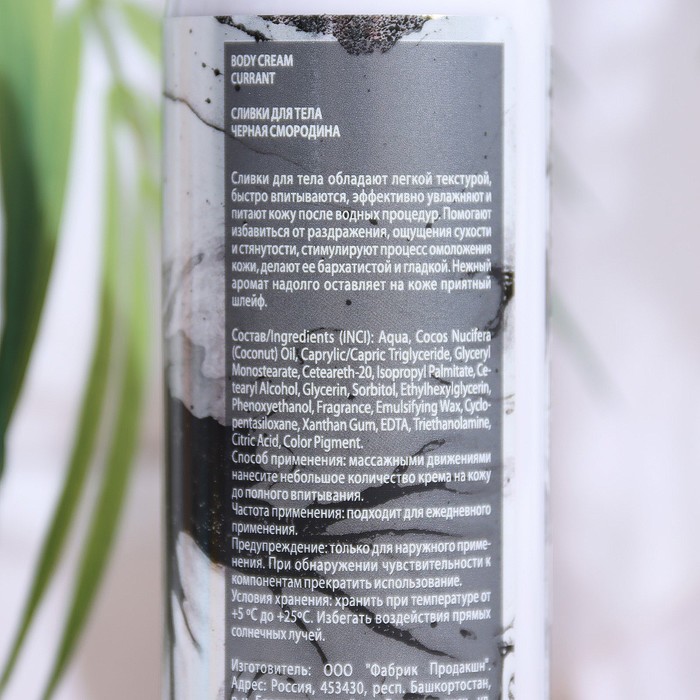 BODY CREAM
CURRANT
СЛИВКИ ДЛЯ ТЕЛА
ЧЕРНАЯ СМОРОДИНА
Сливки для тела обладают легкой текстурой,
быстро впитываются, эффективно увлажняют и
питают кожу после водных процедур. Помогают
избавиться от раздражения, ощущения сухости
и стянутости, стимулируют процесс омоложения
кожи, делают ее бархатистой и гладкой. Нежный
аромат надолго оставляет на коже приятный
шлейф.
Состав/Ingredients (INCI): Aqua, Cocos Nucifera
(Coconut) Oil, Caprylic/Capric Triglyceride, Glyceryl
Monostearate, Ceteareth-20, Isopropyl Palmitate, Ce-
tearyl Alcohol, Glycerin, Sorbitol, Ethylhexylglycerin,
Phenoxyethanol, Fragrance, Emulsifying Wax, Cyclo-
pentasiloxane, Xanthan Gum, EDTA, Triethanolamine,
Citric Acid, Color Pigment.
Способ применения: массажными движениями
нанесите небольшое количество крема на кожу
до полного впитывания.
Частота применения: подходит для ежедневного
применения.
Предупреждение: только для наружного приме-
нения. При обнаружении чувствительности к
компонентам прекратить использование.
Условия хранения: хранить при температуре от
+5 ºС до +25ºС. Избегать воздействия прямых
солнечных лучей.
Изготовитель: ООО "Фабрик Продакшн".
Адрес: Россия, 453430, респ. Башкортостан,